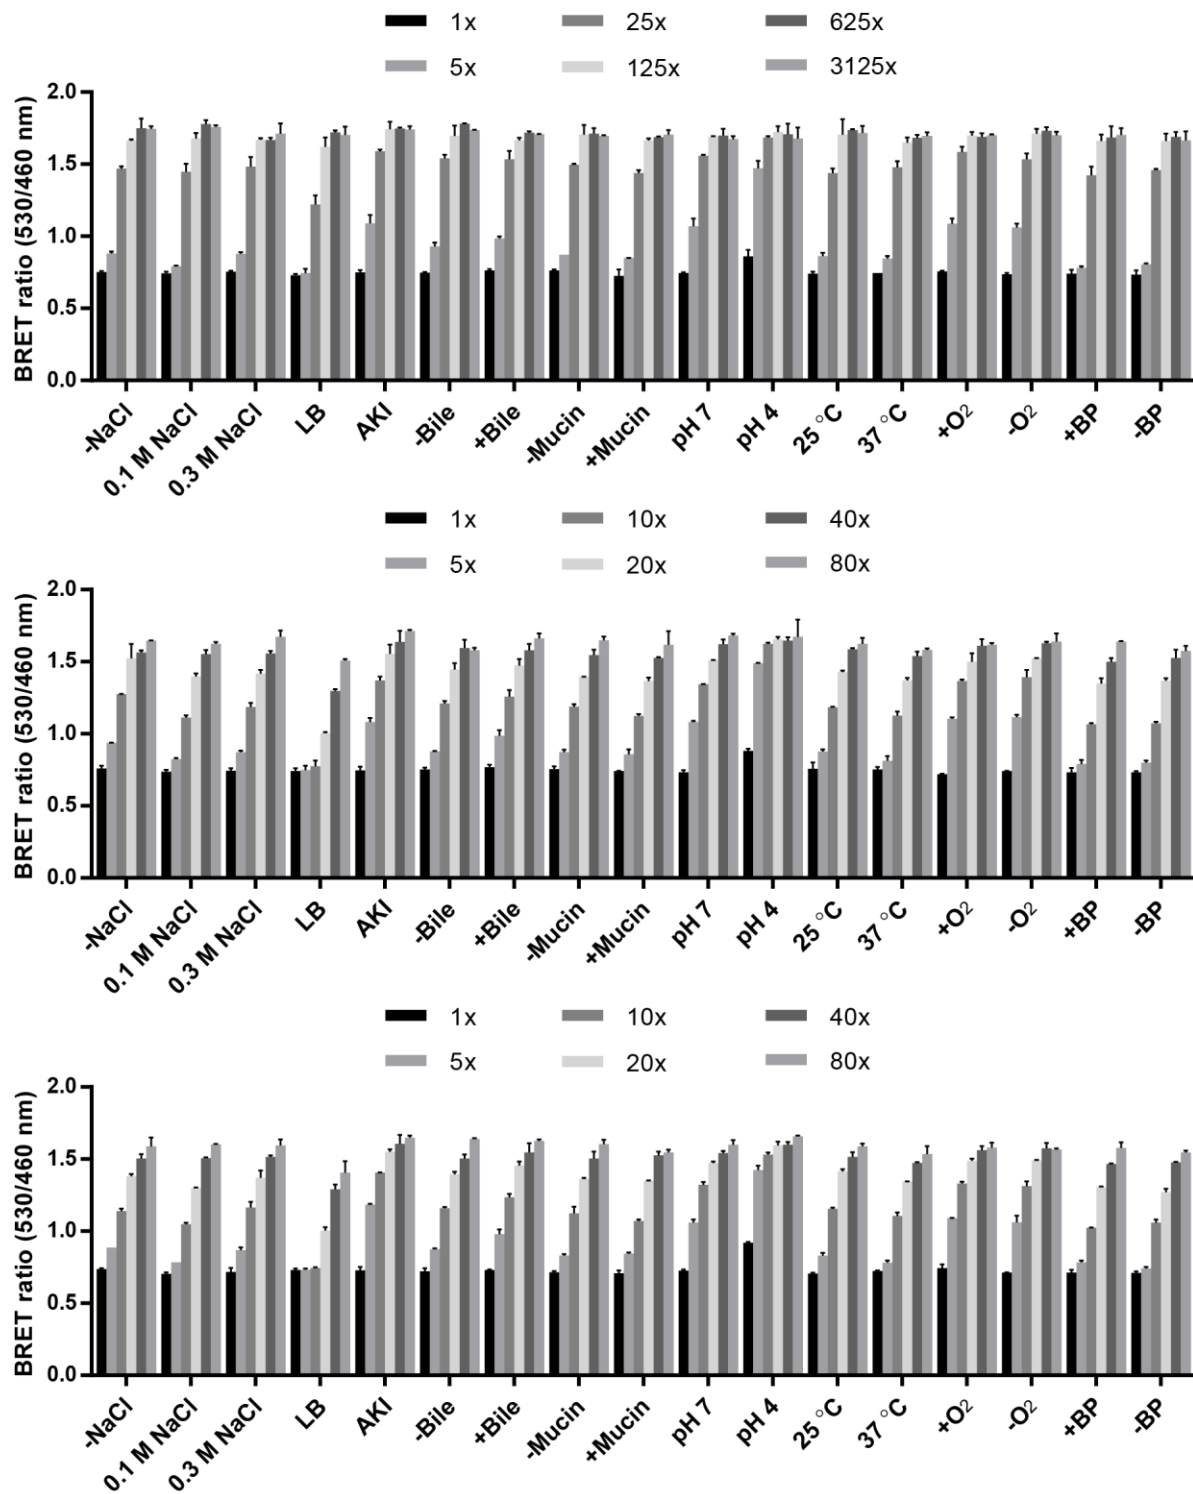 1x 25x 625x
5x 125x 3125x
BRET ratio (530/460 nm)
2.0
1.5
1.0
0.5
0.0
-NaCl 0.1 M NaCl 0.3 M NaCl LB AKI -Bile +Bile -Mucin +Mucin pH 7 pH 4 25 °C 37 °C +O2 -O2 +BP -BP
1x 10x 40x
5x 20x 80x
BRET ratio (530/460 nm)
2.0
1.5
1.0
0.5
0.0
-NaCl 0.1 M NaCl 0.3 M NaCl LB AKI -Bile +Bile -Mucin +Mucin pH 7 pH 4 25 °C 37 °C +O2 -O2 +BP -BP
1x 10x 40x
5x 20x 80x
BRET ratio (530/460 nm)
2.0
1.5
1.0
0.5
0.0
-NaCl 0.1 M NaCl 0.3 M NaCl LB AKI -Bile +Bile -Mucin +Mucin pH 7 pH 4 25 °C 37 °C +O2 -O2 +BP -BP